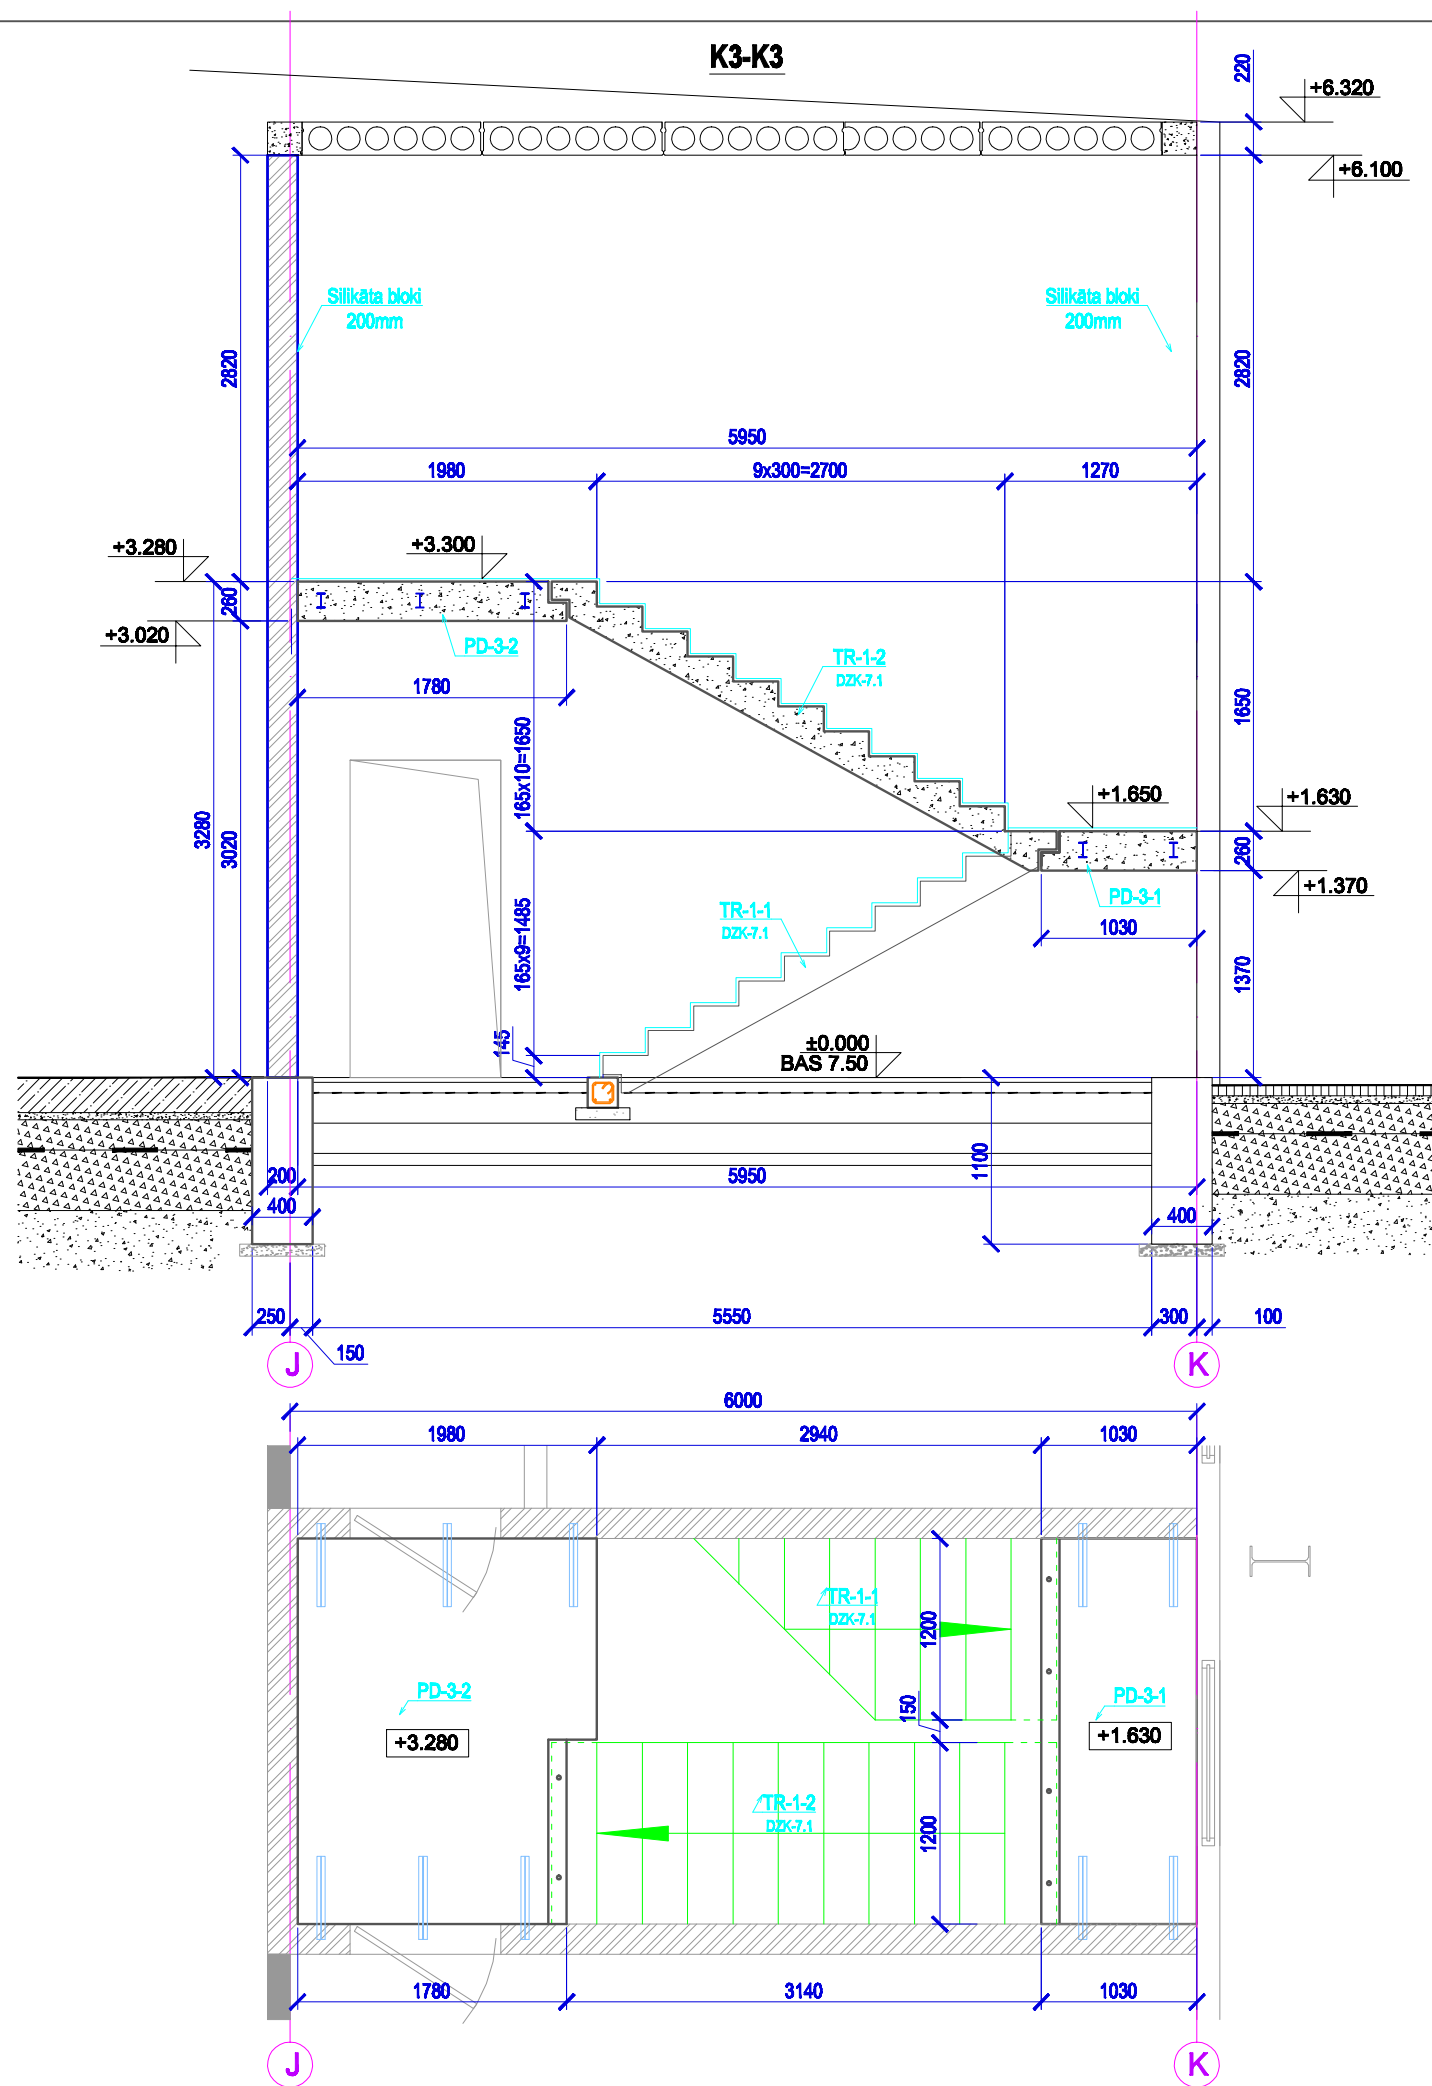 K3-K3
220
+6.320
+6.100
Silikāta bloki
200mm
Silikāta bloki
200mm
2820
2820
5950
1980
9x300=2700
1270
+3.280
+3.300
260
+3.020
PD-3-2
TR-1-2
DZK-7.1
1780
1650
165x10=1650
+1.650
+1.630
3280
3020
260
+1.370
PD-3-1
TR-1-1
DZK-7.1
1030
165x9=1485
1370
145
±0.000
BAS 7.50
1100
200
5950
400
400
250
5550
300
100
150
J
K
6000
1980
2940
1030
TR-1-1
DZK-7.1
1200
PD-3-2
PD-3-1
150
+3.280
+1.630
TR-1-2
DZK-7.1
1200
1780
3140
1030
J
K